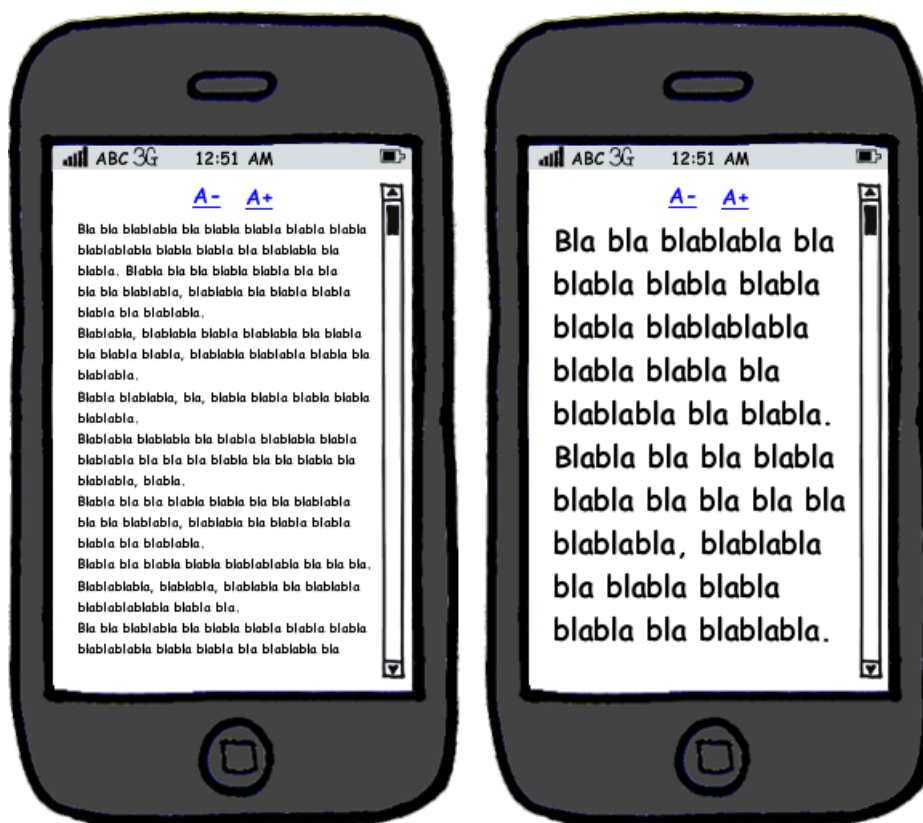 ABC 3G 12:51 AM
A- A+
Bla bla blablabla bla blabla blabla blabla blabla
blablablabla blabla blabla bla blablabla bla
blabla. Blabla bla bla blabla blabla bla bla
bla bla blablabla, blablabla bla blabla blabla
blabla bla blablabla.
Blablabla, blablabla blabla blablabla bla blabla
bla blabla blabla, blablabla blablabla blabla bla
blablabla.
Blabla blablabla, bla, blabla blabla blabla blabla
blablabla.
Blablabla blablabla bla blabla blablabla blabla
blablabla bla bla bla blabla bla bla blabla bla
blablabla, blabla.
Blabla bla bla blabla blabla bla bla blablabla
bla bla blablabla, blablabla bla blabla blabla
blabla bla blablabla.
Blabla bla blabla blabla blablablabla bla bla bla.
Blablablabla, blablabla, blablabla bla blablabla
blablablablabla blabla bla.
Bla bla blablabla bla blabla blabla blabla blabla
blablablabla blabla blabla bla blablabla bla
ABC 3G 12:51 AM
A- A+
Bla bla blablabla bla
blabla blabla blabla
blabla blablablabla
blabla blabla bla
blablabla bla blabla.
Blabla bla bla blabla
blabla bla bla bla bla
blablabla, blablabla
bla blabla blabla
blabla bla blablabla.